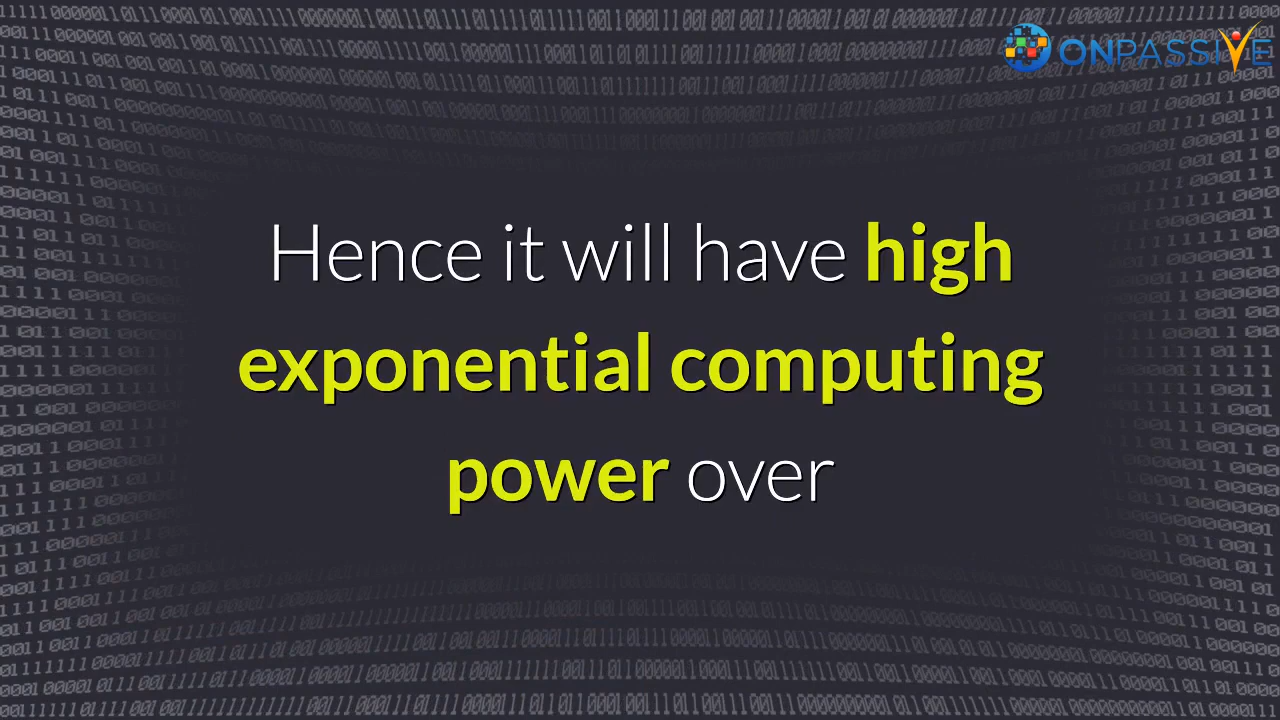 ONPASSIVE
Hence it will have high
exponential computing
power over